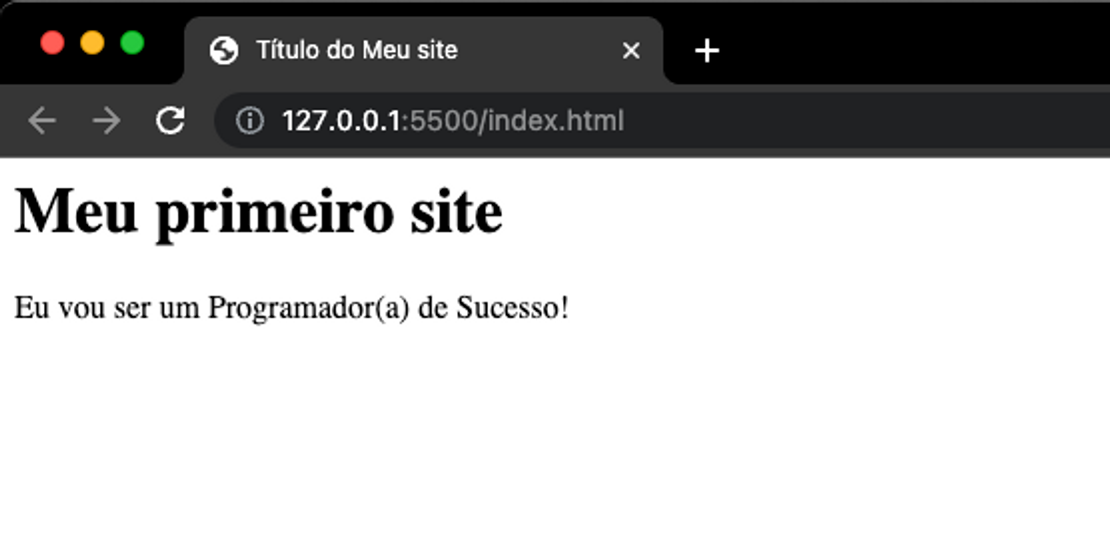 Título do Meu site
127.0.0.1:5500/index.html
Meu primeiro site
Eu vou ser um Programador(a) de Sucesso!